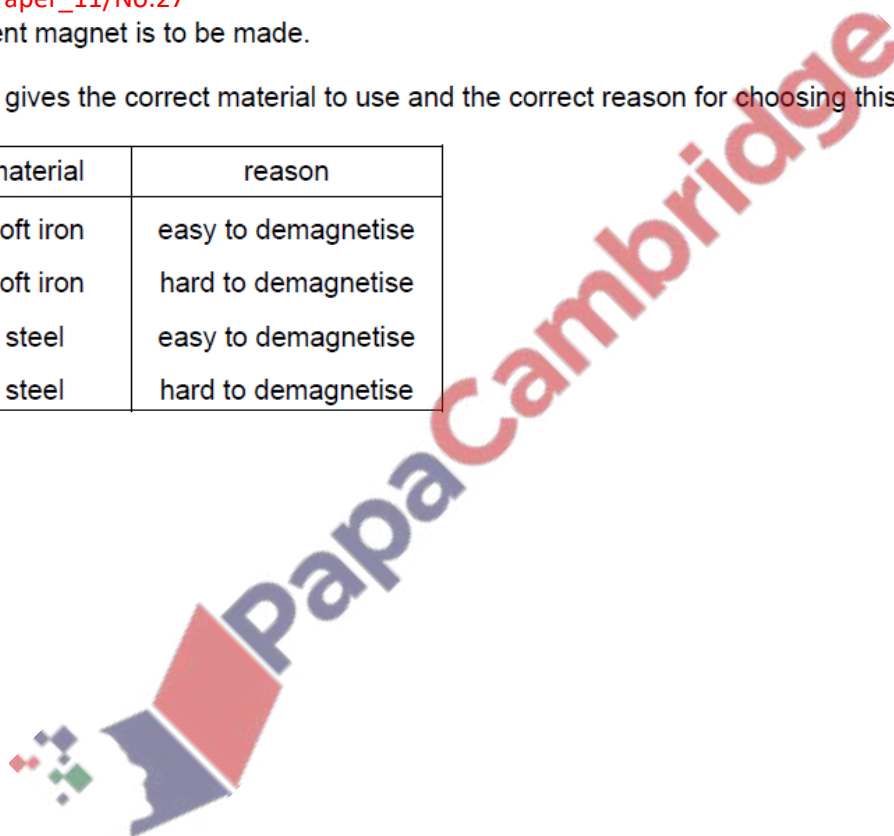 aper_11/No.27
ent magnet is to be made.
gives the correct material to use and the correct reason for choosing this
naterial reason
oft iron easy to demagnetise
oft iron hard to demagnetise
steel easy to demagnetise
steel hard to demagnetise
PapaCambridge